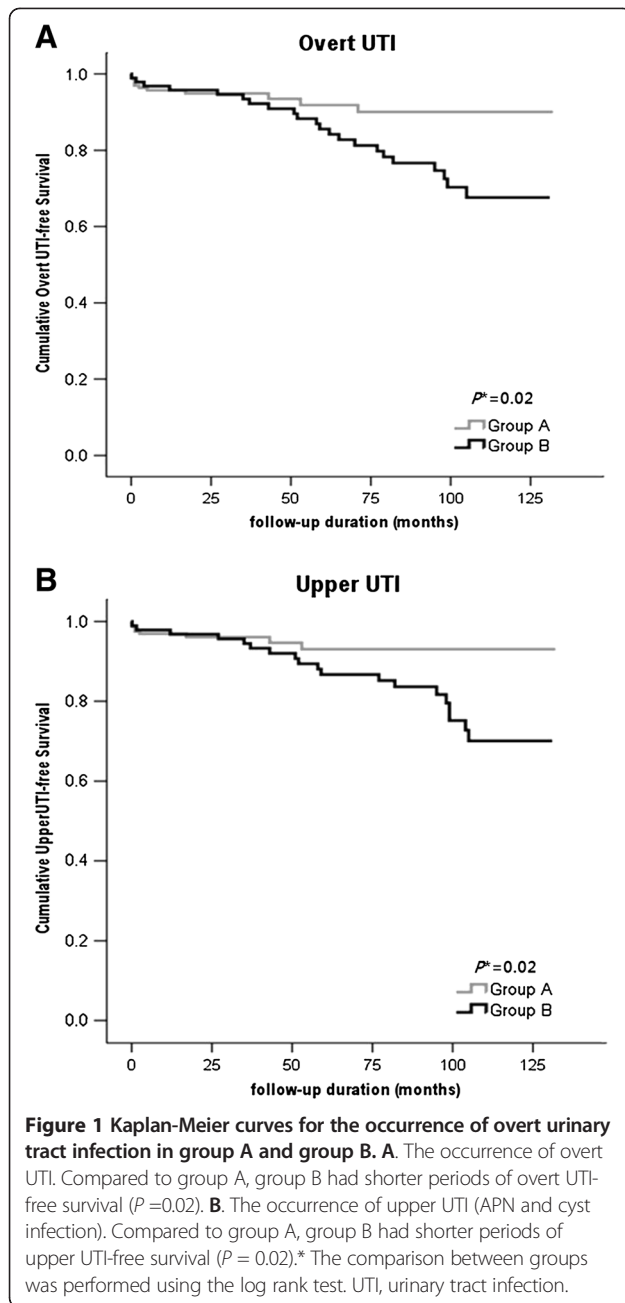 A
Overt UTI
1.0
0.8
0.6
0.4
0.2
0.0
Cumulative Overt UTI-free Survival
P*=0.02
Group A
Group B
0 25 50 75 100 125
follow-up duration (months)
B
Upper UTI
1.0
0.8
0.6
0.4
0.2
0.0
Cumulative UpperUTI-free Survival
P*=0.02
Group A
Group B
0 25 50 75 100 125
follow-up duration (months)
Figure 1 Kaplan-Meier curves for the occurrence of overt urinary
tract infection in group A and group B. A. The occurrence of overt
UTI. Compared to group A, group B had shorter periods of overt UTI-
free survival (P =0.02). B. The occurrence of upper UTI (APN and cyst
infection). Compared to group A, group B had shorter periods of
upper UTI-free survival (P = 0.02).* The comparison between groups
was performed using the log rank test. UTI, urinary tract infection.